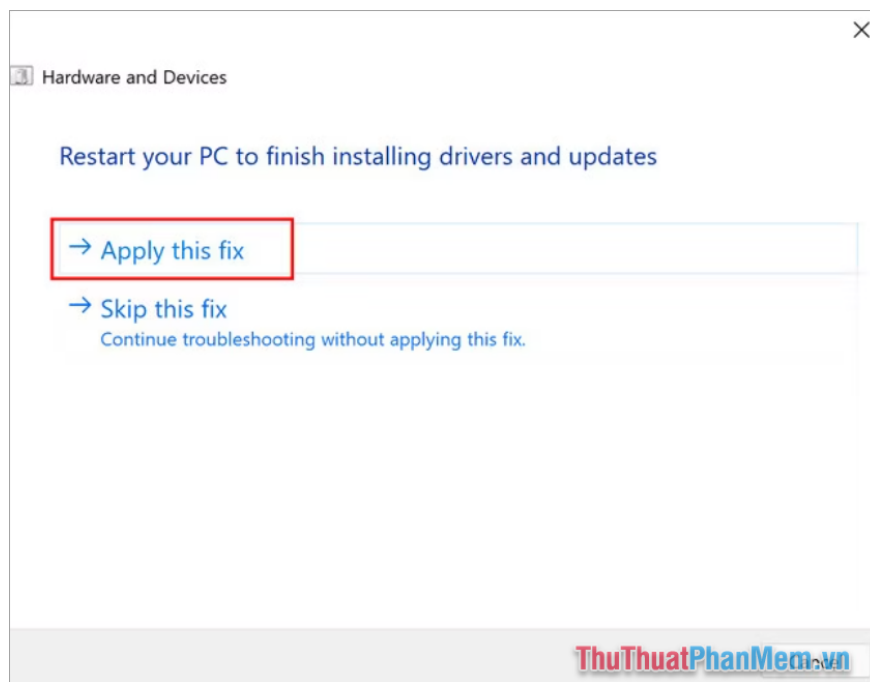 Hardware and Devices
Restart your PC to finish installing drivers and updates
→ Apply this fix
→ Skip this fix
Continue troubleshooting without applying this fix.
ThuThuatPhanMem.vn
Cancel